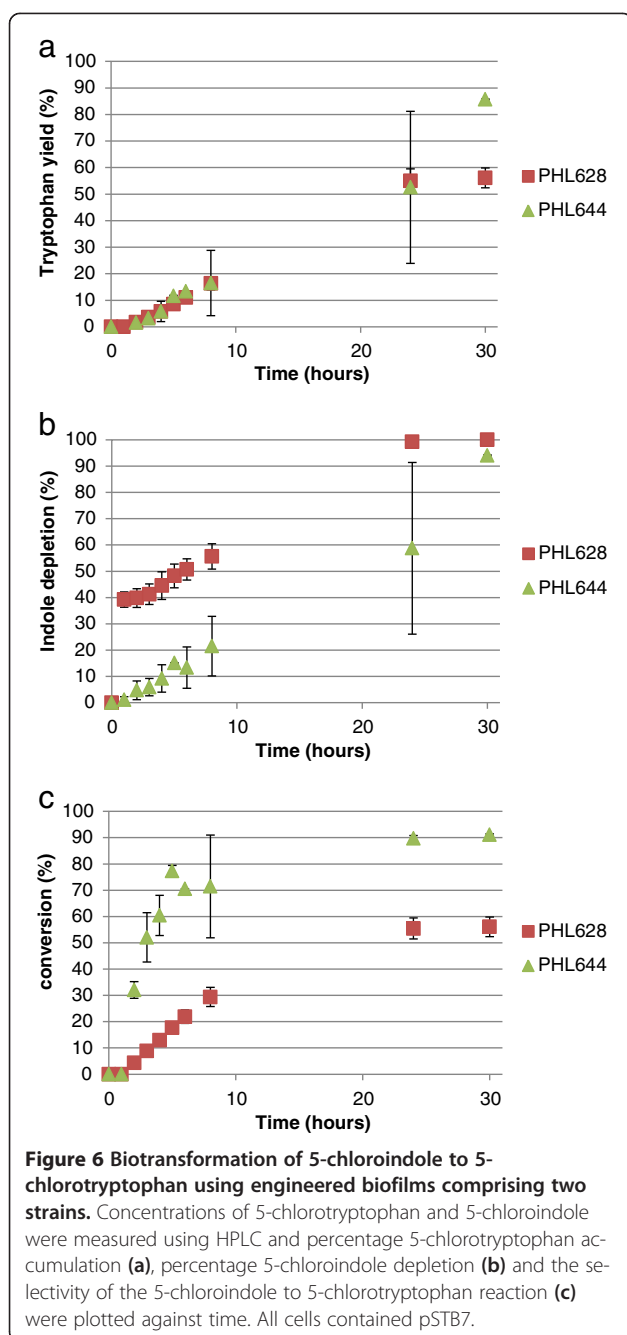 a
100
90
80
70
60
50
40
30
20
10
0
Tryptophan yield (%)
0 10 20 30
Time (hours)
PHL628
PHL644
b
100
90
80
70
60
50
40
30
20
10
0
Indole depletion (%)
0 10 20 30
Time (hours)
PHL628
PHL644
c
100
90
80
70
60
50
40
30
20
10
0
conversion (%)
0 10 20 30
Time (hours)
PHL628
PHL644
Figure 6 Biotransformation of 5-chloroindole to 5-
chlorotryptophan using engineered biofilms comprising two
strains. Concentrations of 5-chlorotryptophan and 5-chloroindole
were measured using HPLC and percentage 5-chlorotryptophan ac-
cumulation (a), percentage 5-chloroindole depletion (b) and the se-
lectivity of the 5-chloroindole to 5-chlorotryptophan reaction (c)
were plotted against time. All cells contained pSTB7.